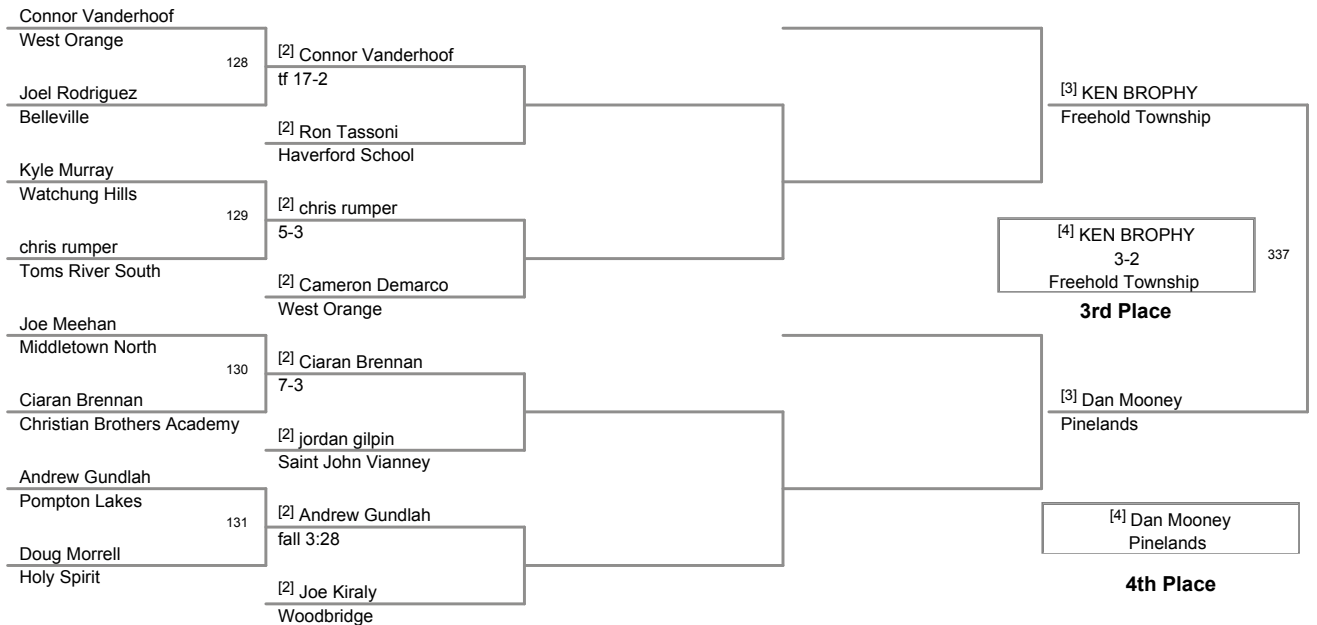 Connor Vanderhoof
West Orange
128
Joel Rodriguez
Belleville
Kyle Murray
Watchung Hills
129
chris rumper
Toms River South
Joe Meehan
Middletown North
130
Ciaran Brennan
Christian Brothers Academy
Andrew Gundlah
Pompton Lakes
131
Doug Morrell
Holy Spirit
[2] Connor Vanderhoof
tf 17-2
[2] Ron Tassoni
Haverford School
[2] chris rumper
5-3
[2] Cameron Demarco
West Orange
[2] Ciaran Brennan
7-3
[2] jordan gilpin
Saint John Vianney
[2] Andrew Gundlah
fall 3:28
[2] Joe Kiraly
Woodbridge
[3] KEN BROPHY
Freehold Township
[4] KEN BROPHY
3-2
Freehold Township
337
3rd Place
[3] Dan Mooney
Pinelands
[4] Dan Mooney
Pinelands
4th Place